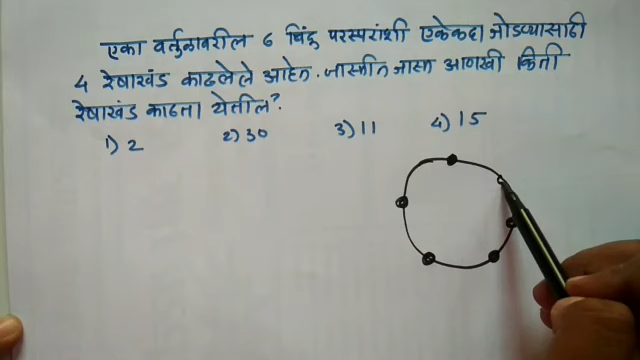 एका वर्तुळावरील 6 बिंदू परस्परांशी एकेकदा जोडण्यासाठी
4 रेषाखंड काढलेले आहेत. जास्तीत जास्त आणखी किती
रेषाखंड काढता येतील?
1) 2 2) 30 3) 11 4) 15